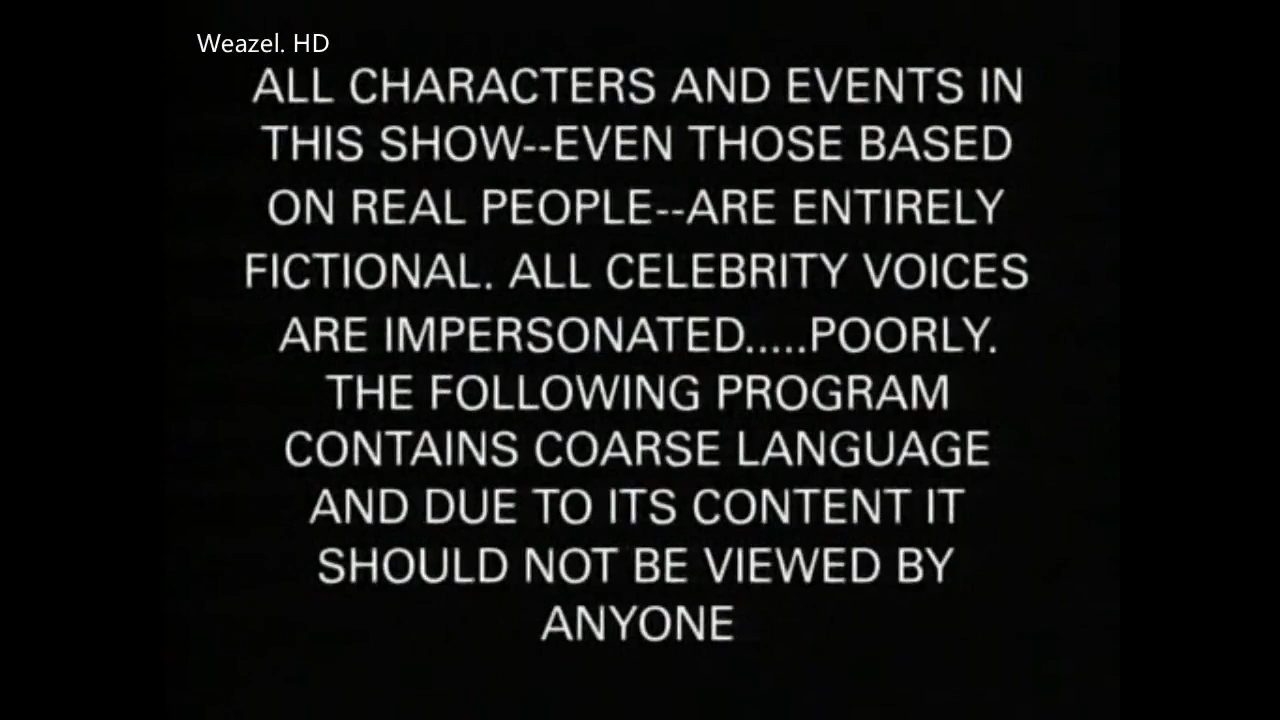 Weazel. HD
ALL CHARACTERS AND EVENTS IN
THIS SHOW--EVEN THOSE BASED
ON REAL PEOPLE--ARE ENTIRELY
FICTIONAL. ALL CELEBRITY VOICES
ARE IMPERSONATED.....POORLY.
THE FOLLOWING PROGRAM
CONTAINS COARSE LANGUAGE
AND DUE TO ITS CONTENT IT
SHOULD NOT BE VIEWED BY
ANYONE